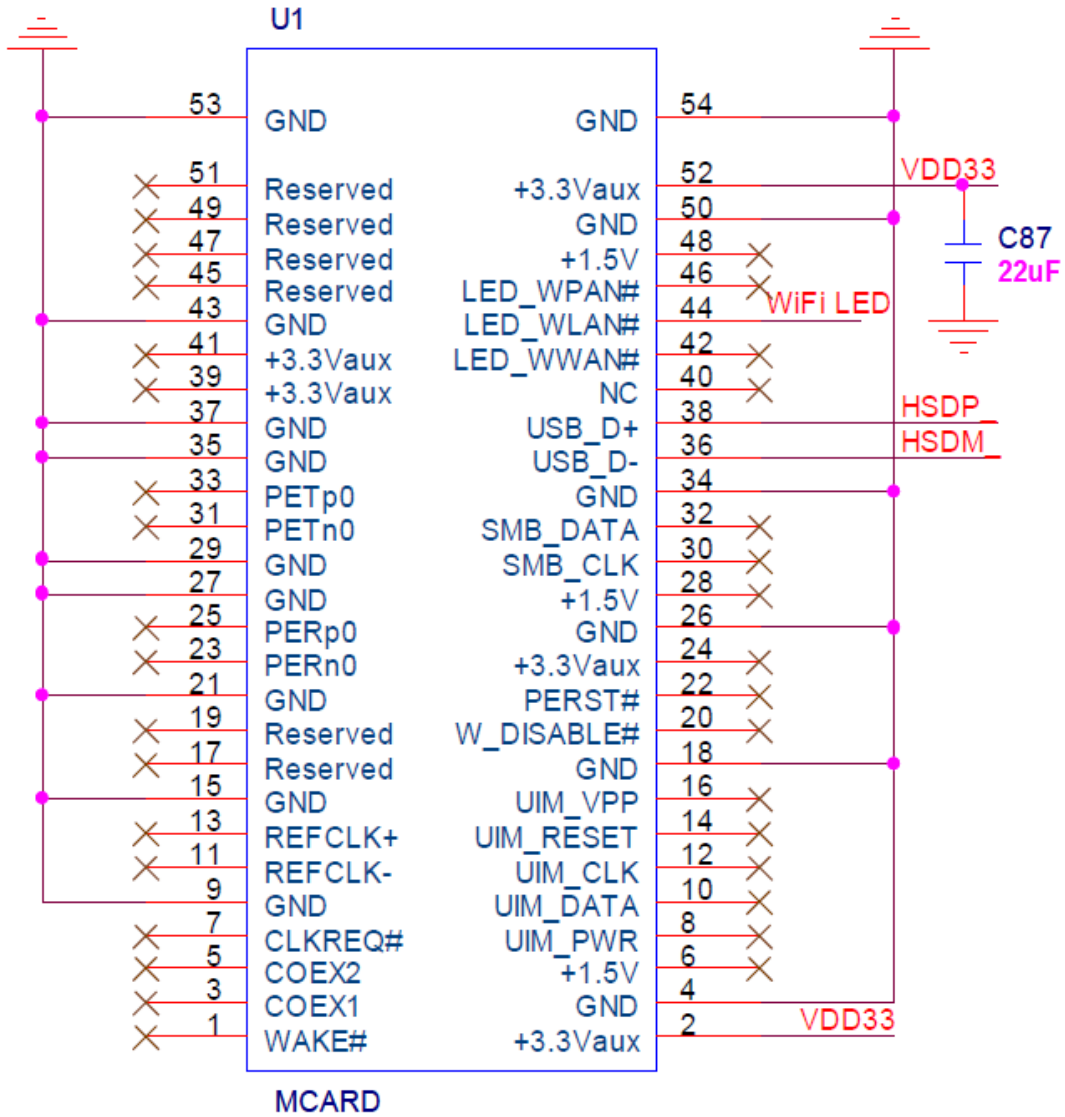 U1
53 GND GND 54
51 Reserved +3.3Vaux 52 VDD33
49 Reserved GND 50
47 Reserved +1.5V 48 C87
45 Reserved LED_WPAN# 46 22uF
43 GND LED_WLAN# 44 WiFi LED
41 +3.3Vaux LED_WWAN# 42
39 +3.3Vaux NC 40
37 GND USB_D+ 38 HSDP_
35 GND USB_D- 36 HSDM_
33 PETp0 GND 34
31 PETn0 SMB_DATA 32
29 GND SMB_CLK 30
27 GND +1.5V 28
25 PERp0 GND 26
23 PERn0 +3.3Vaux 24
21 GND PERST# 22
19 Reserved W_DISABLE# 20
17 Reserved GND 18
15 GND UIM_VPP 16
13 REFCLK+ UIM_RESET 14
11 REFCLK- UIM_CLK 12
9 GND UIM_DATA 10
7 CLKREQ# UIM_PWR 8
5 COEX2 +1.5V 6
3 COEX1 GND 4
1 WAKE# +3.3Vaux 2 VDD33
MCARD